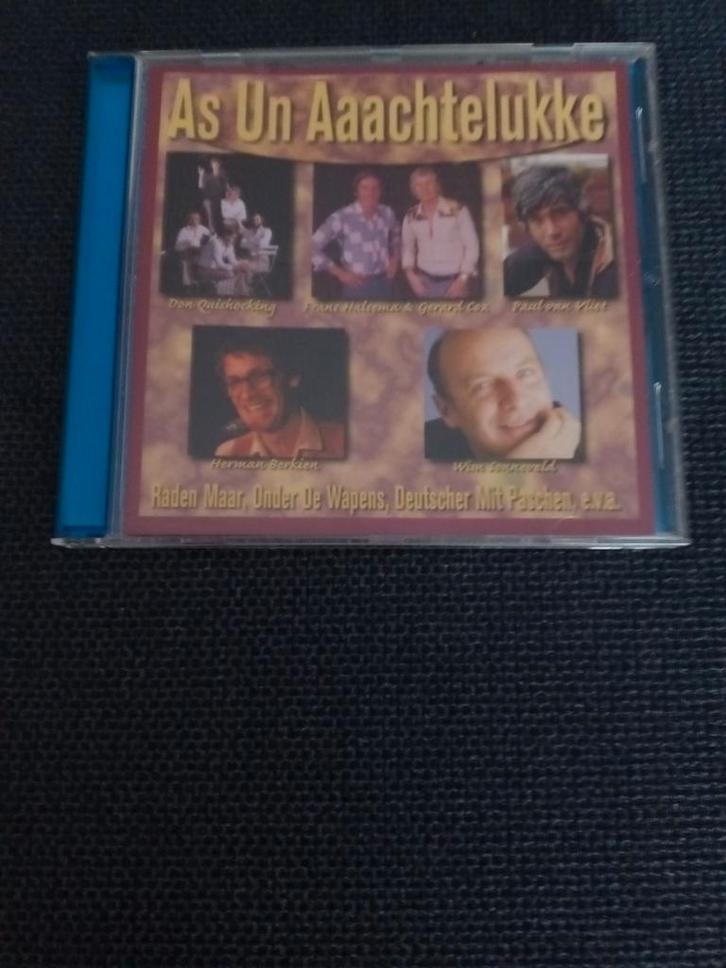 As Un Aaachtelukke
Don Quishocking
Frans Halsema & Gerard Cox
Paul van Vliet
Herman Berkien
Wim Sonneveld
Raden Maar, Onder De Wapens, Deutscher Mit Paschen, e.v.a.